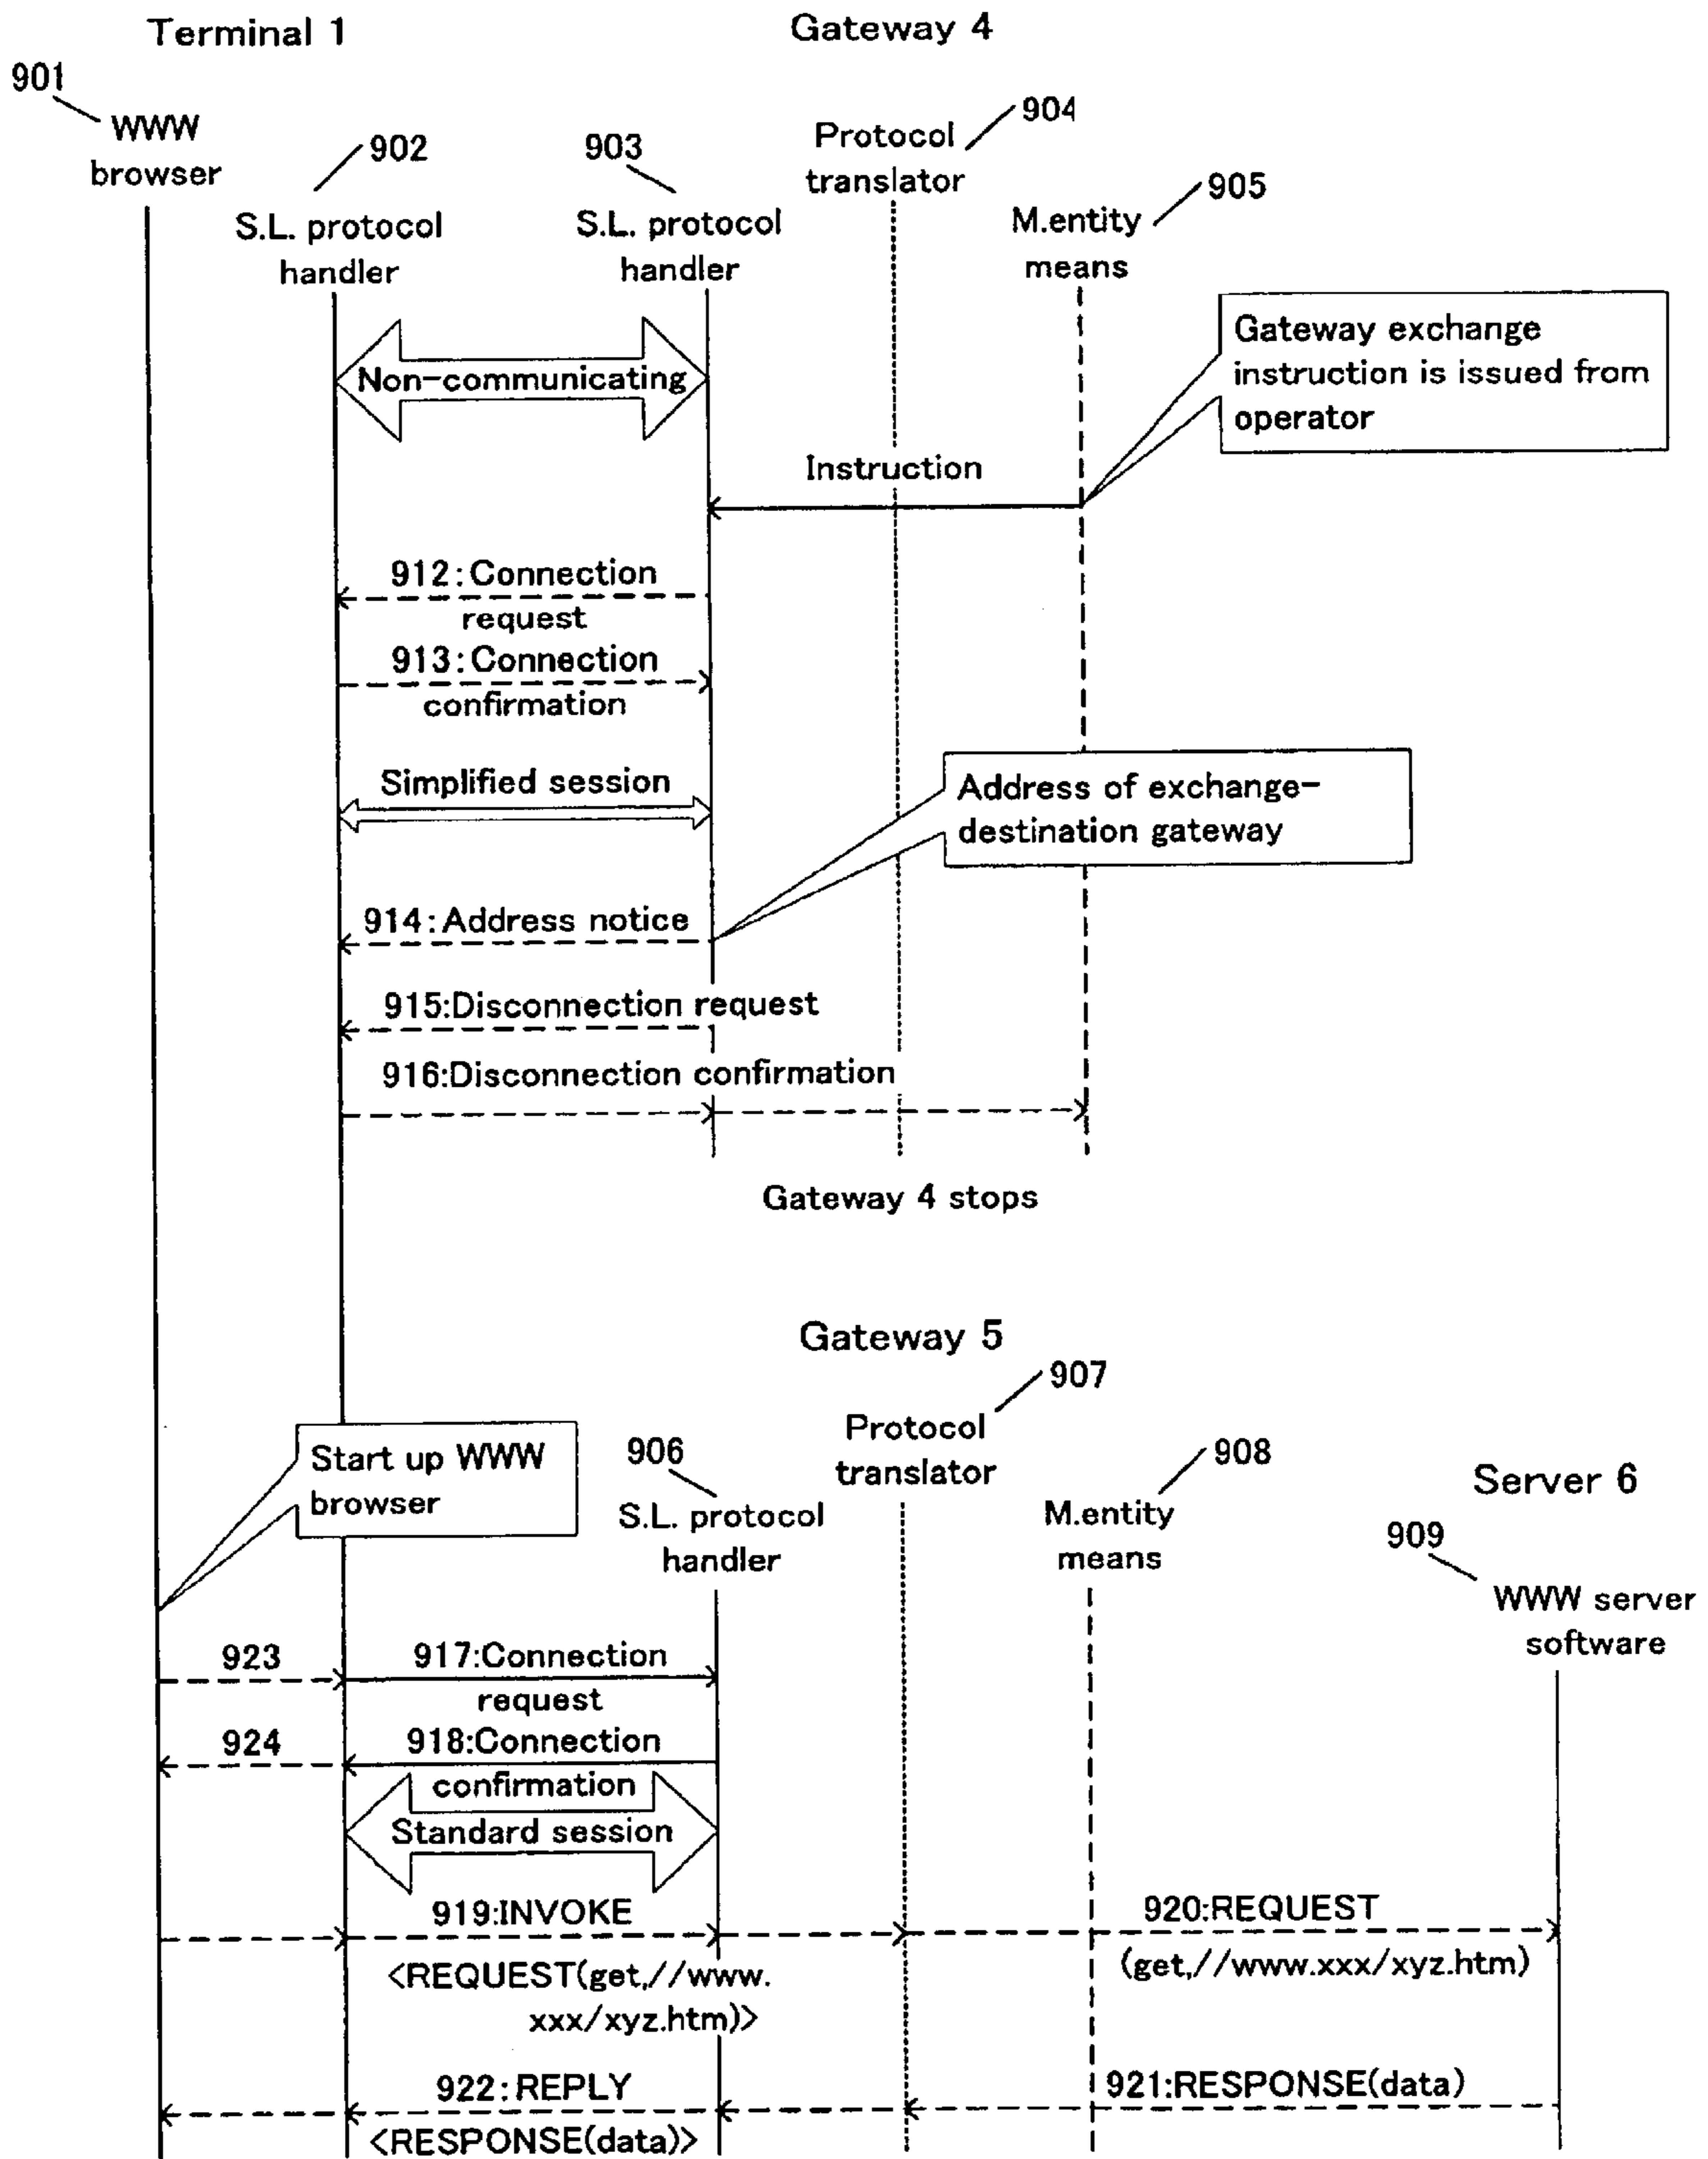 Terminal 1
Gateway 4
901
WWW
browser
902
S.L. protocol
handler
903
S.L. protocol
handler
904
Protocol
translator
905
M.entity
means
Non-communicating
Gateway exchange
instruction is issued from
operator
Instruction
912:Connection
request
913:Connection
confirmation
Simplified session
Address of exchange-
destination gateway
914:Address notice
915:Disconnection request
916:Disconnection confirmation
Gateway 4 stops
Gateway 5
907
Protocol
translator
906
S.L. protocol
handler
908
M.entity
means
Server 6
909
WWW server
software
Start up WWW
browser
923
917:Connection
request
924
918:Connection
confirmation
Standard session
919:INVOKE
<REQUEST(get,//www.
xxx/xyz.htm)>
920:REQUEST
(get,//www.xxx/xyz.htm)
922:REPLY
<RESPONSE(data)>
921:RESPONSE(data)